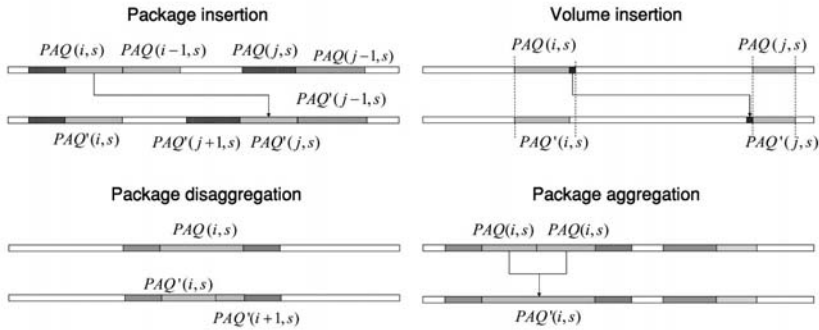 Package insertion
PAQ(i,s) PAQ(i−1,s) PAQ(j,s) PAQ(j−1,s)
PAQ'(j−1,s)
PAQ'(i,s) PAQ'(j+1,s) PAQ'(j,s)
Volume insertion
PAQ(i,s) PAQ(j,s)
PAQ'(i,s) PAQ'(j,s)
Package disaggregation
PAQ(i,s)
PAQ'(i,s)
PAQ'(i+1,s)
Package aggregation
PAQ(i,s) PAQ(i,s)
PAQ'(i,s)